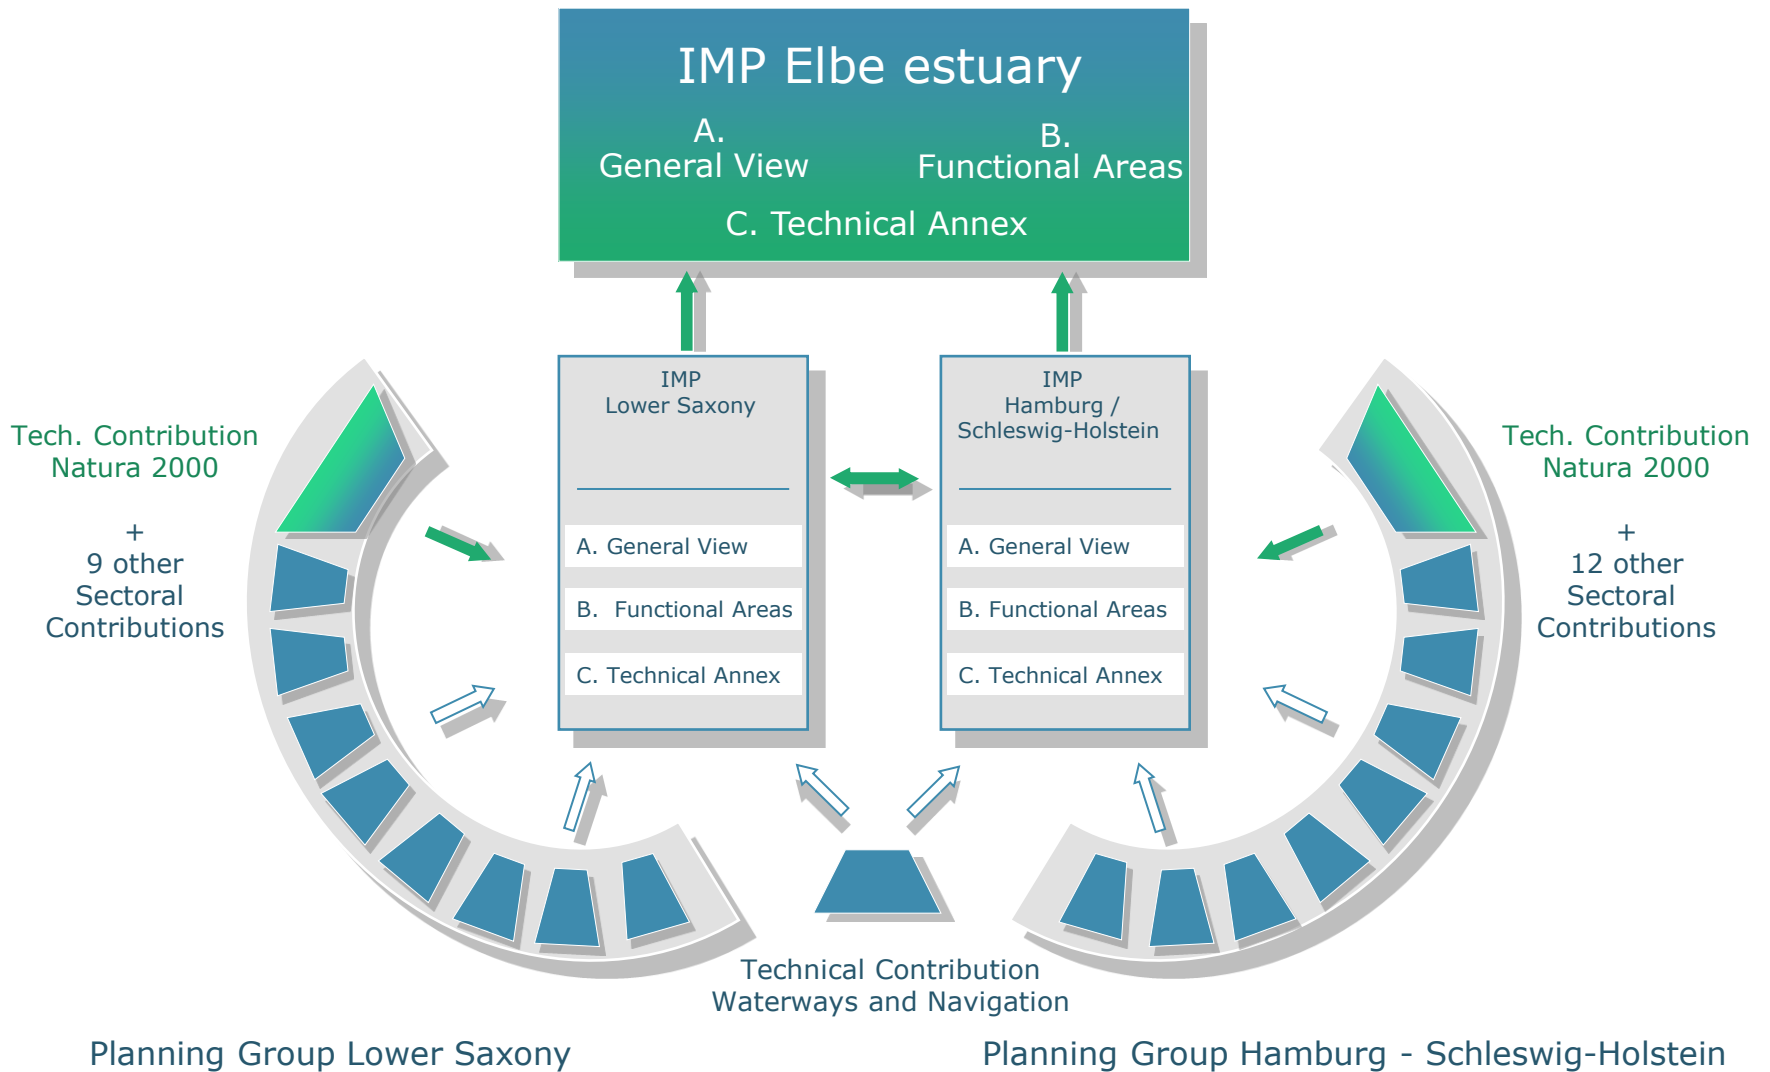 IMP Elbe estuary
A.
General View
B.
Functional Areas
C. Technical Annex
IMP
Lower Saxony
A. General View
B. Functional Areas
C. Technical Annex
IMP
Hamburg /
Schleswig-Holstein
A. General View
B. Functional Areas
C. Technical Annex
Tech. Contribution
Natura 2000
+
9 other
Sectoral
Contributions
Tech. Contribution
Natura 2000
+
12 other
Sectoral
Contributions
Technical Contribution
Waterways and Navigation
Planning Group Lower Saxony
Planning Group Hamburg - Schleswig-Holstein